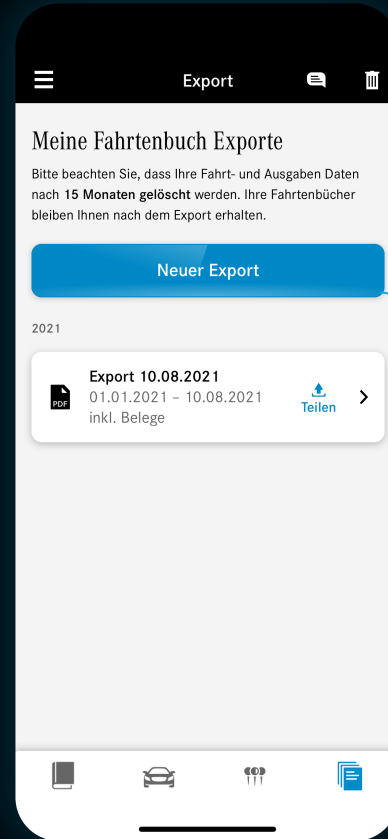 Export
Meine Fahrtenbuch Exporte
Bitte beachten Sie, dass Ihre Fahrt- und Ausgaben Daten
nach 15 Monaten gelöscht werden. Ihre Fahrtenbücher
bleiben Ihnen nach dem Export erhalten.
Neuer Export
2021
Export 10.08.2021
PDF
01.01.2021 – 10.08.2021
inkl. Belege
Teilen